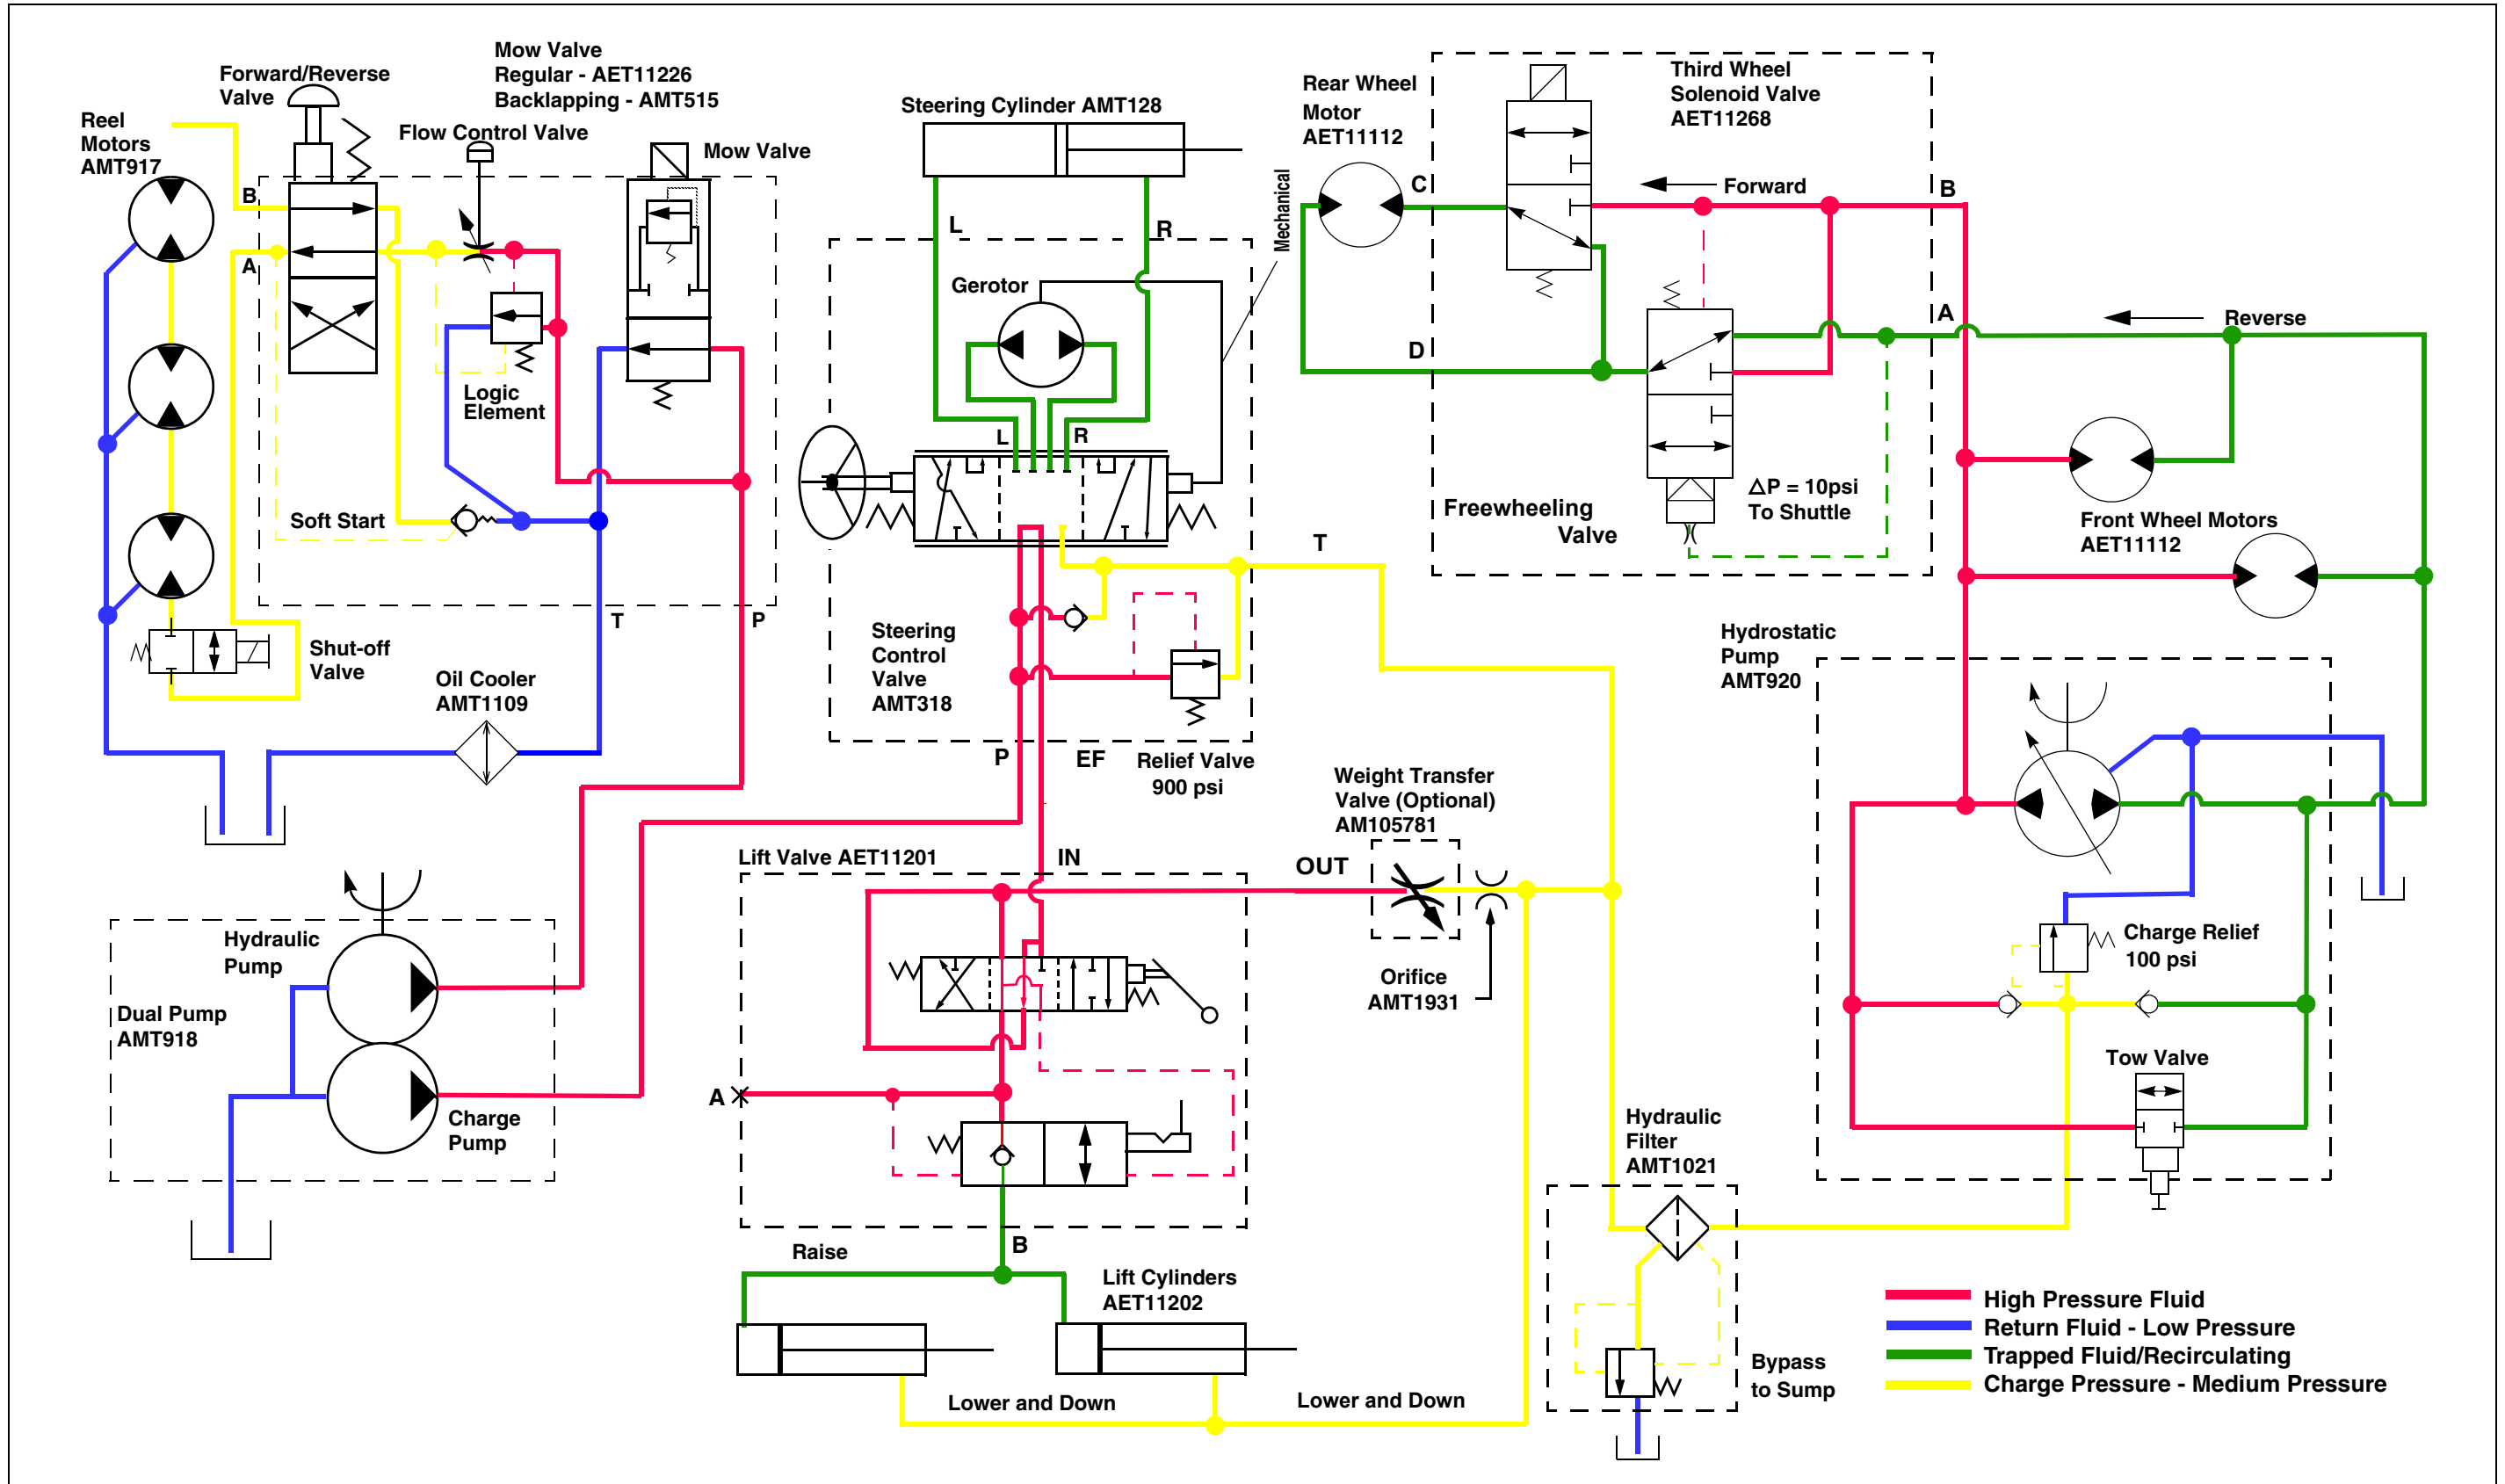 Mow Valve
Regular - AET11226
Backlapping - AMT515
Forward/Reverse
Valve
Reel
Motors
AMT917
Flow Control Valve
Mow Valve
B
A
Logic
Element
Soft Start
T
P
Shut-off
Valve
Oil Cooler
AMT1109
Steering Cylinder AMT128
L
R
Mechanical
Gerotor
L
R
T
Steering
Control
Valve
AMT318
P
EF
Relief Valve
900 psi
Rear Wheel
Motor
AET11112
Third Wheel
Solenoid Valve
AET11268
C
Forward
B
A
Reverse
D
ΔP = 10psi
To Shuttle
Freewheeling
Valve
Front Wheel Motors
AET11112
Hydrostatic
Pump
AMT920
Weight Transfer
Valve (Optional)
AM105781
Lift Valve AET11201
IN
OUT
Hydraulic
Pump
Dual Pump
AMT918
Charge
Pump
Orifice
AMT1931
Charge Relief
100 psi
Tow Valve
A
Hydraulic
Filter
AMT1021
B
Raise
Lift Cylinders
AET11202
Lower and Down
Lower and Down
Bypass
to Sump
High Pressure Fluid
Return Fluid - Low Pressure
Trapped Fluid/Recirculating
Charge Pressure - Medium Pressure